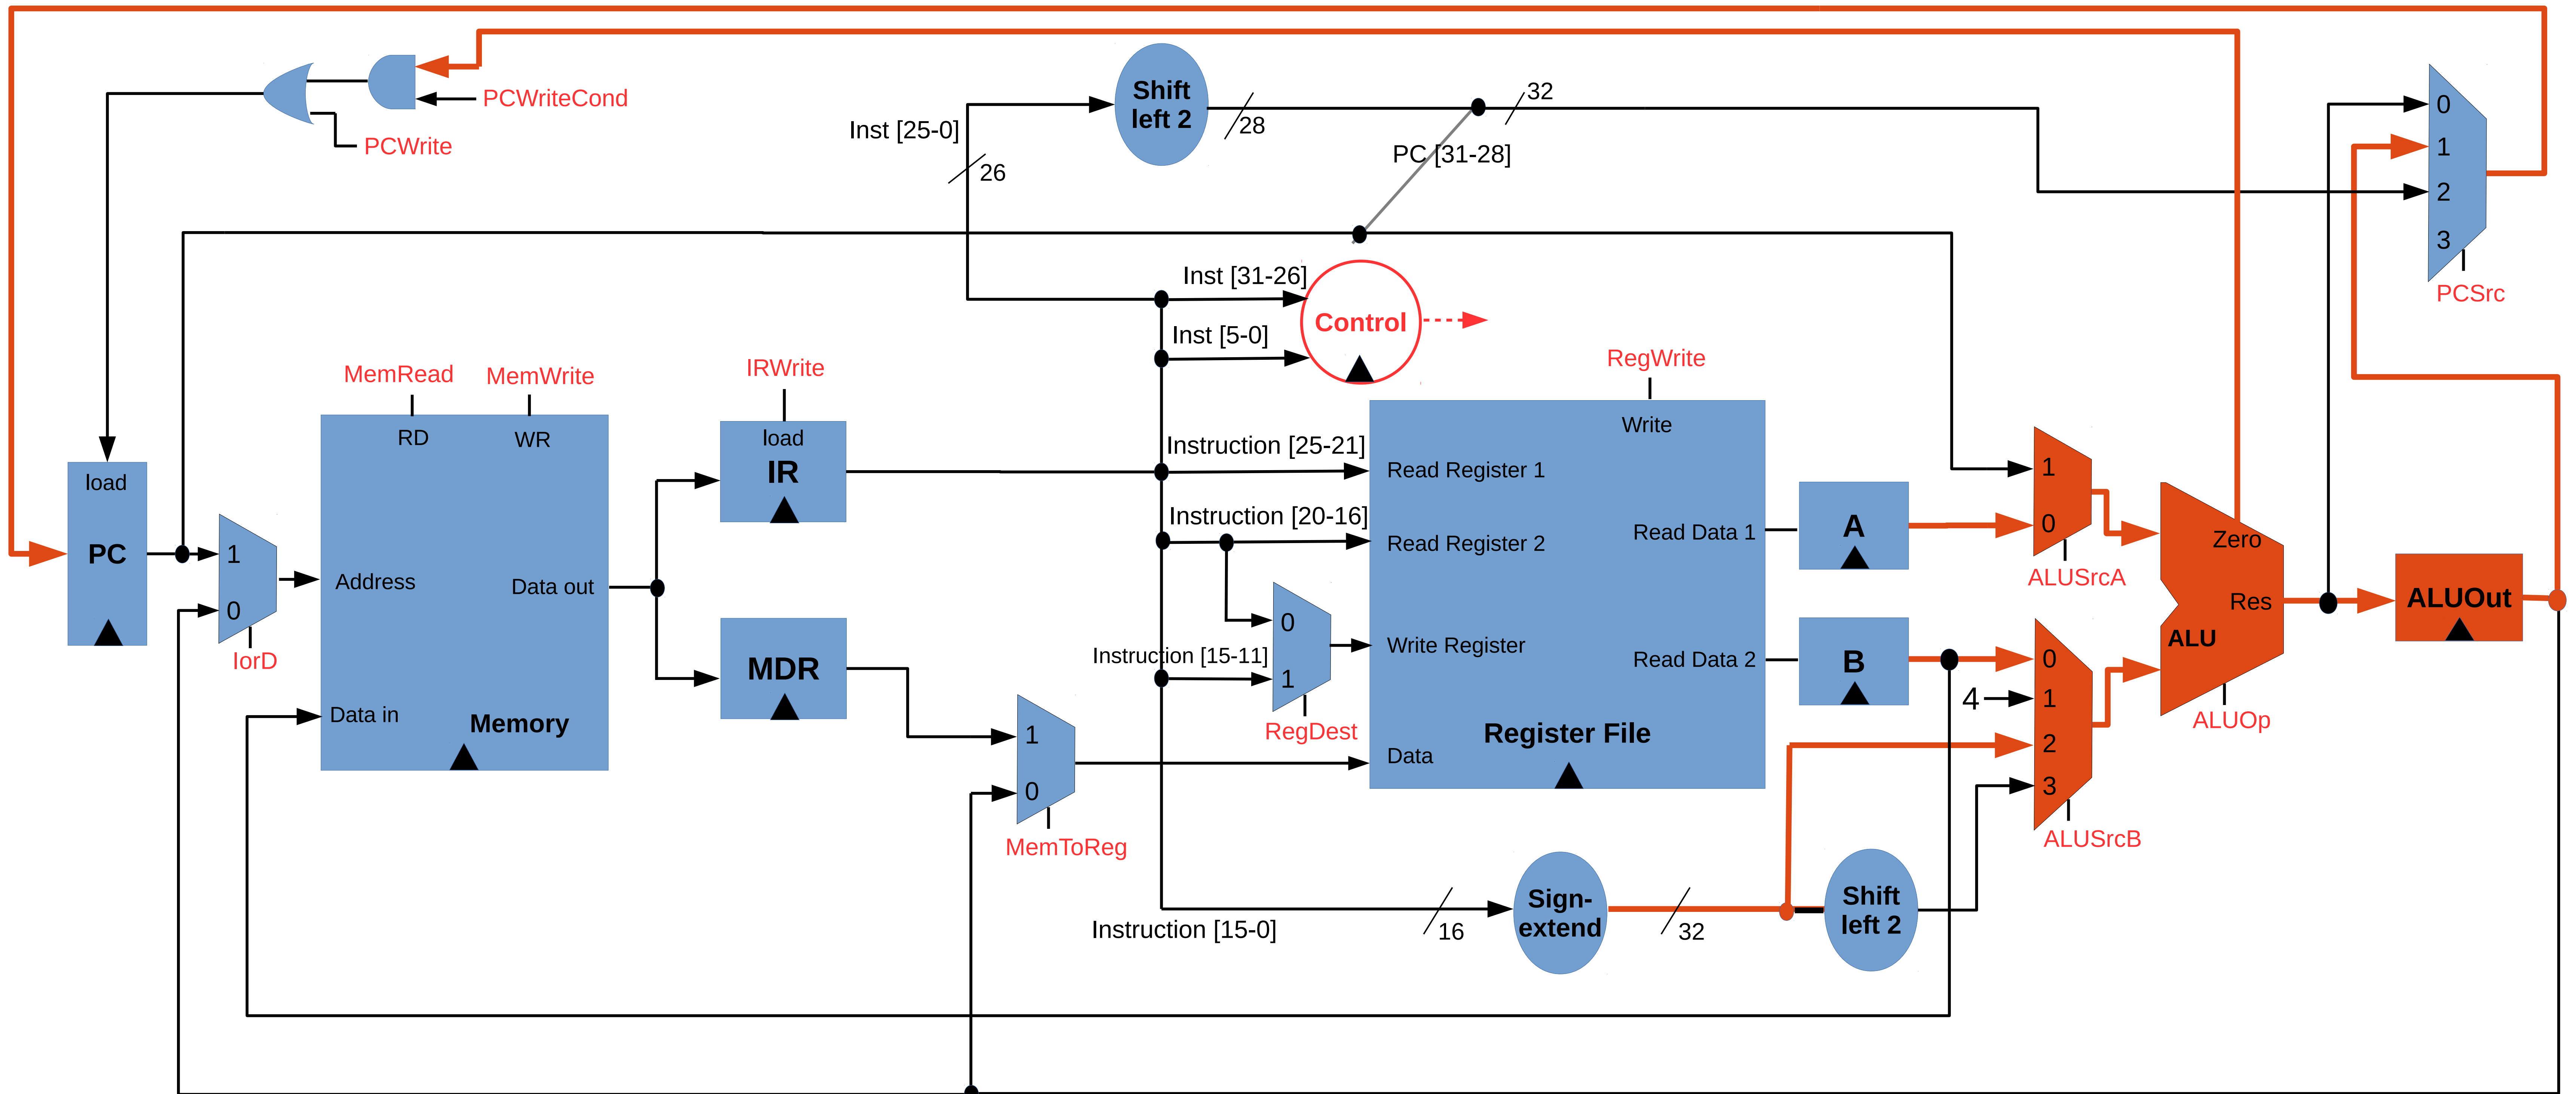 Shift
left 2
28
32
PC [31-28]
Inst [25-0]
26
PCWriteCond
PCWrite
0
1
2
3
PCSrc
Inst [31-26]
Inst [5-0]
Control
MemRead
MemWrite
IRWrite
RegWrite
load
PC
1
0
IorD
RD
WR
Address
Data out
Data in
Memory
load
IR
MDR
1
0
MemToReg
Instruction [25-21]
Instruction [20-16]
Instruction [15-11]
0
1
RegDest
Write
Read Register 1
Read Register 2
Write Register
Data
Read Data 1
Read Data 2
Register File
A
B
1
0
ALUSrcA
4
0
1
2
3
ALUSrcB
Zero
Res
ALU
ALUOp
ALUOut
Instruction [15-0]
16
Sign-
extend
32
Shift
left 2